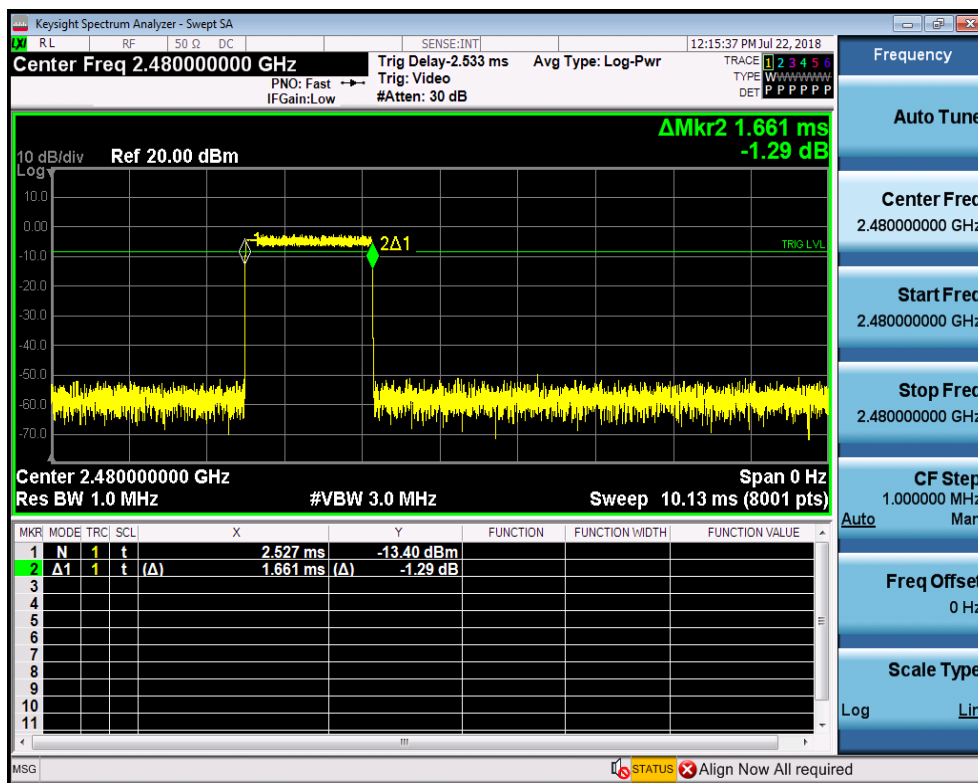 Keysight Spectrum Analyzer - Swept SA
LXI RL RF 50 Ω DC SENSE:INT 12:15:37 PM Jul 22, 2018
Center Freq 2.480000000 GHz
PNO: Fast
IFGain:Low
Trig Delay-2.533 ms
Trig: Video
#Atten: 30 dB
Avg Type: Log-Pwr
TRACE 1 2 3 4 5 6
TYPE WWWWWW
DET P P P P P P
ΔMkr2 1.661 ms
-1.29 dB
10 dB/div Ref 20.00 dBm
Log
10.0
0.00
-10.0
-20.0
-30.0
-40.0
-50.0
-60.0
-70.0
1
2Δ1
TRIG LVL
Center 2.480000000 GHz Span 0 Hz
Res BW 1.0 MHz #VBW 3.0 MHz Sweep 10.13 ms (8001 pts)
MKR MODE TRC SCL X Y FUNCTION FUNCTION WIDTH FUNCTION VALUE
1 N 1 t 2.527 ms -13.40 dBm
2 Δ1 1 t (Δ) 1.661 ms (Δ) -1.29 dB
3
4
5
6
7
8
9
10
11
MSG STATUS Align Now All required
Frequency
Auto Tune
Center Freq
2.480000000 GHz
Start Freq
2.480000000 GHz
Stop Freq
2.480000000 GHz
CF Step
1.000000 MHz
Auto Man
Freq Offset
0 Hz
Scale Type
Log Lin